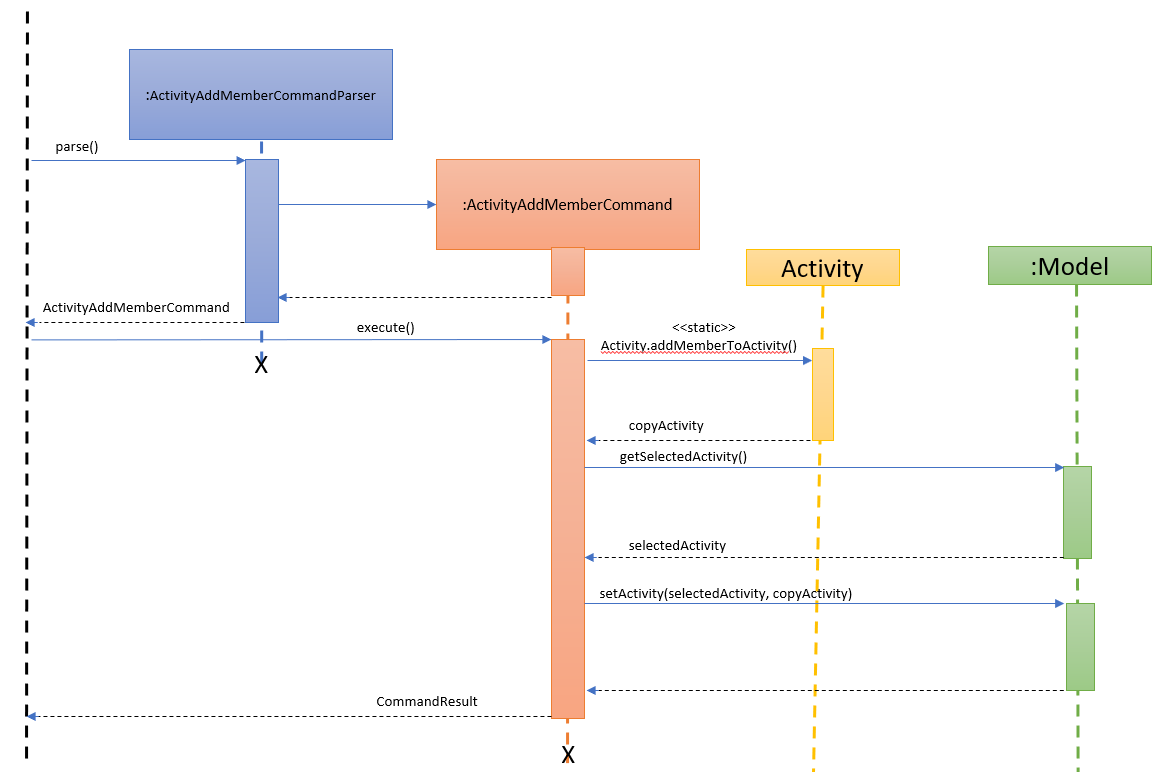 :ActivityAddMemberCommandParser
parse()
:ActivityAddMemberCommand
Activity
:Model
ActivityAddMemberCommand
execute()
<<static>>
Activity.addMemberToActivity()
X
copyActivity
getSelectedActivity()
selectedActivity
setActivity(selectedActivity, copyActivity)
CommandResult
X